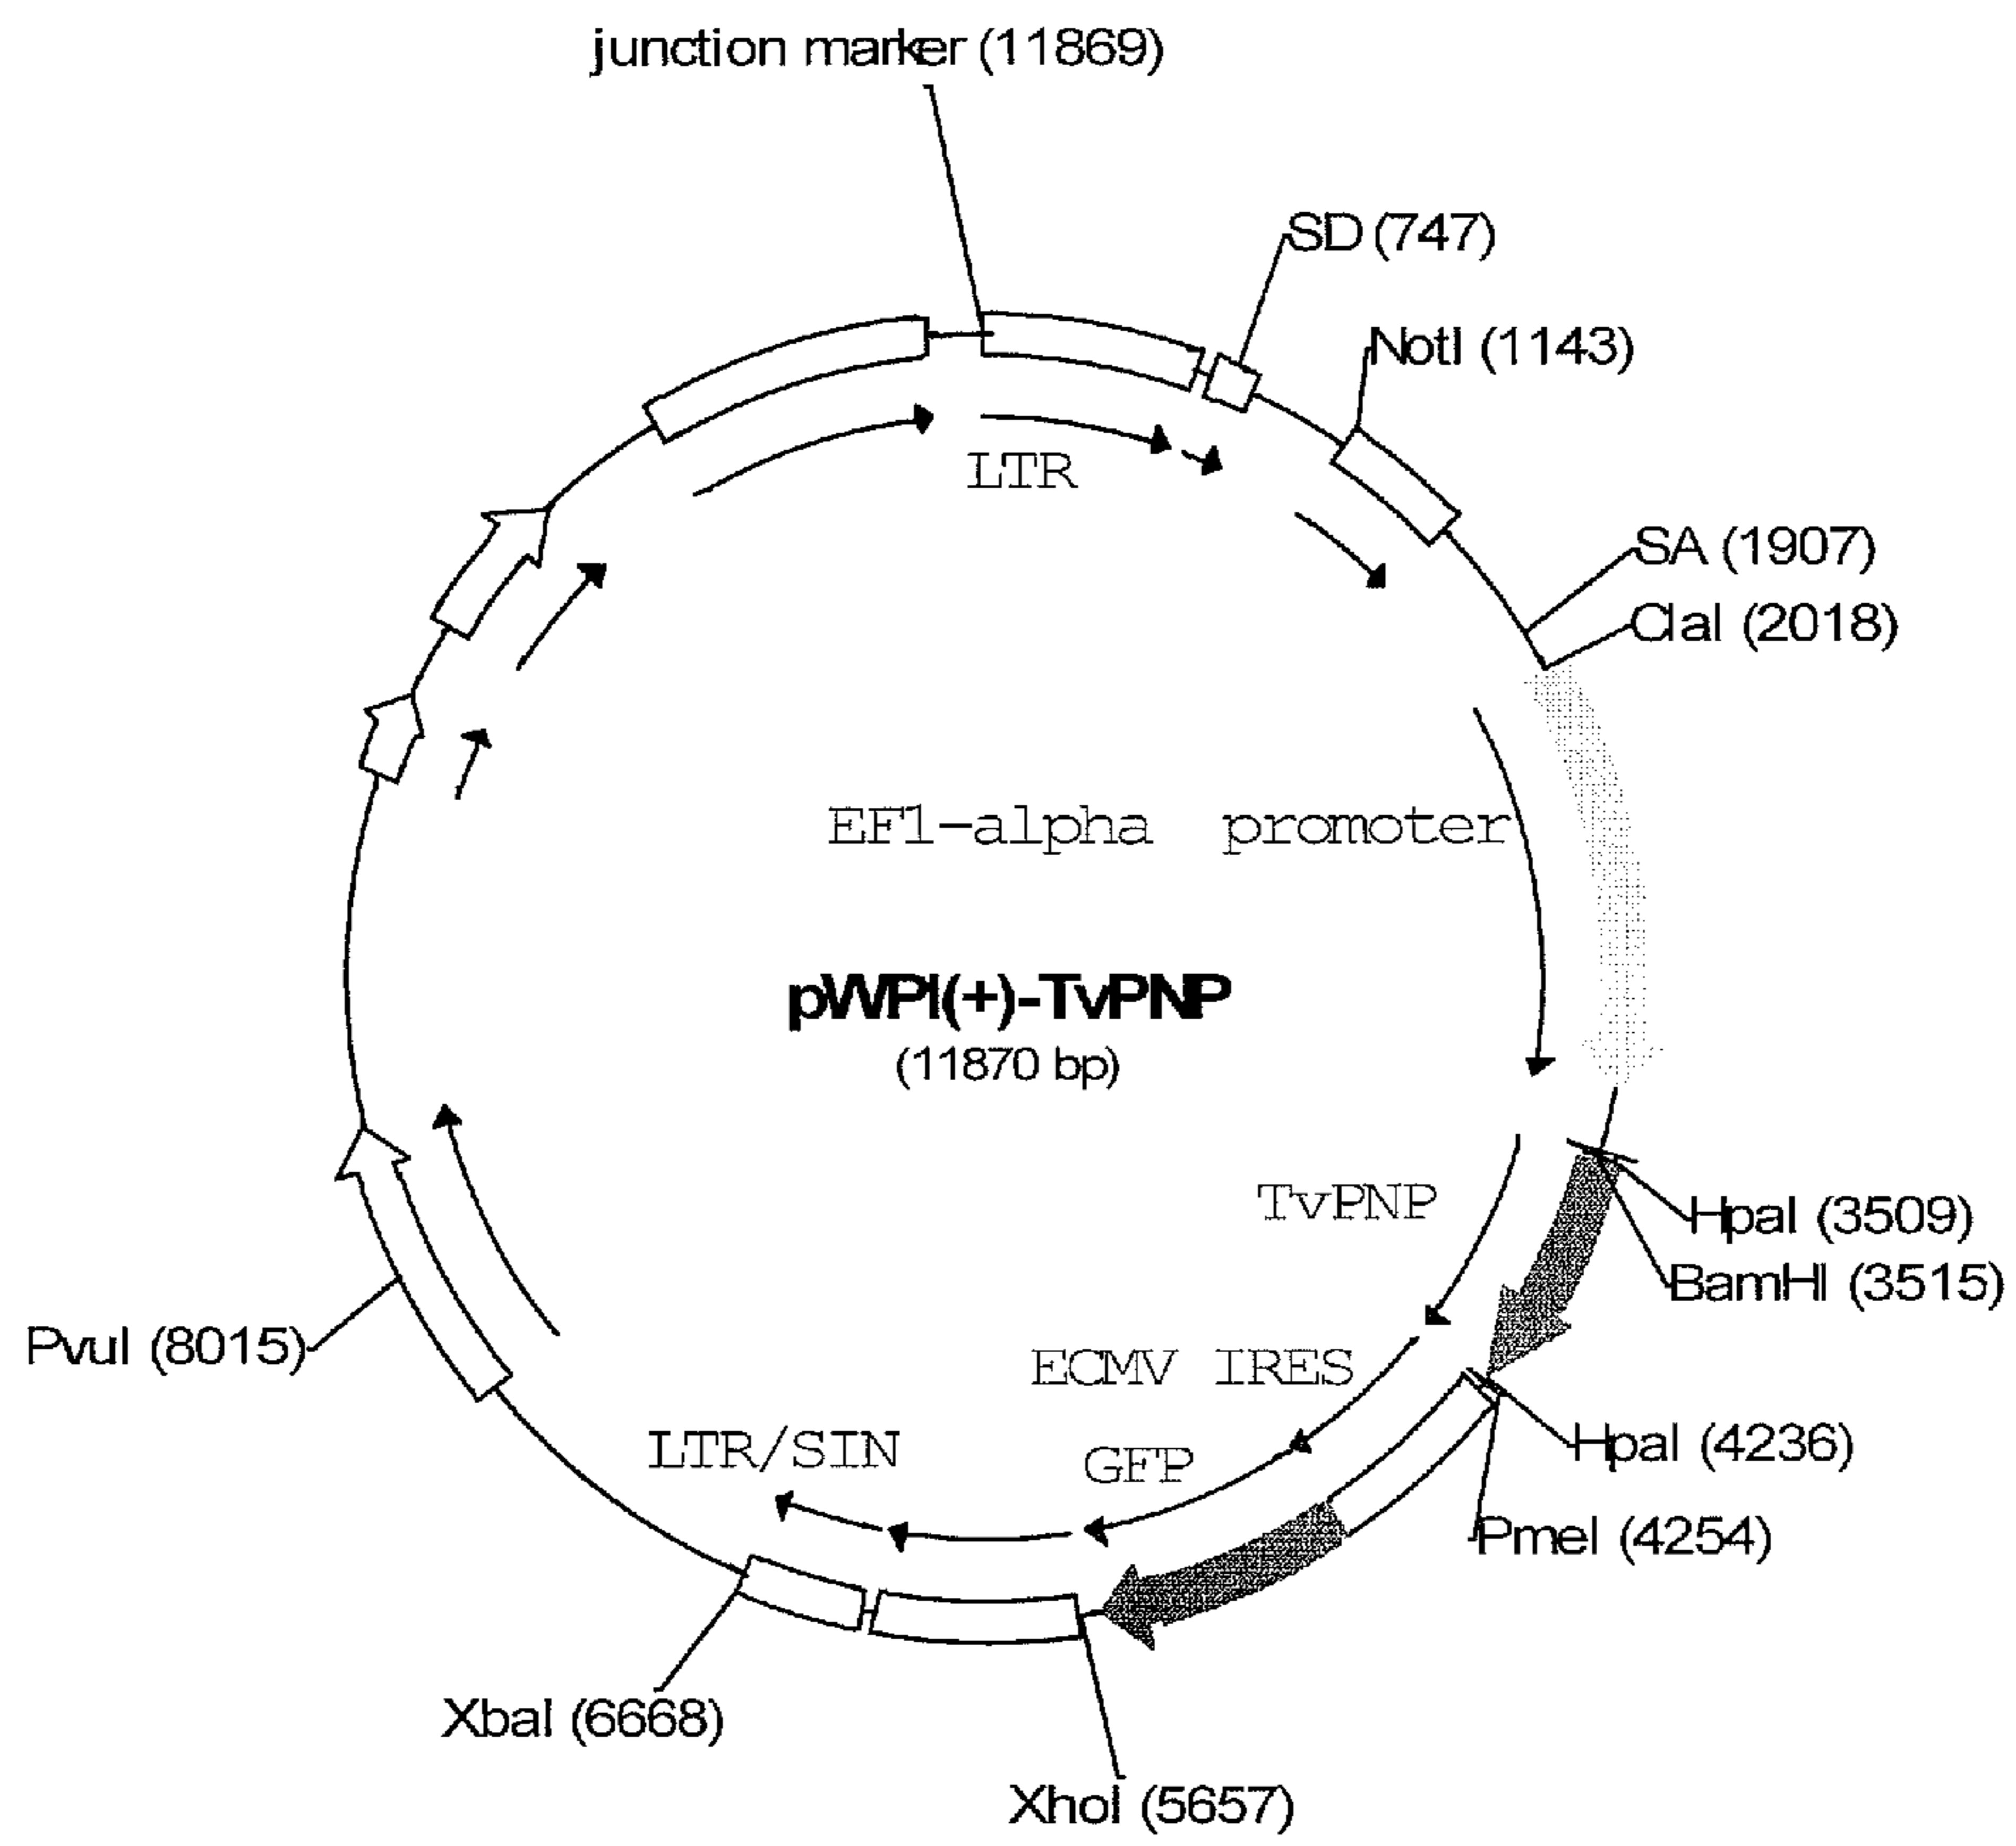 junction marker (11869)
SD (747)
NotI (1143)
LTR
SA (1907)
ClaI (2018)
EF1-alpha promoter
pWPI(+)-TvPNP
(11870 bp)
TvPNP
HpaI (3509)
BamHI (3515)
PvuI (8015)
ECMV IRES
LTR/SIN
GFP
HpaI (4236)
PmeI (4254)
XbaI (6668)
XhoI (5657)